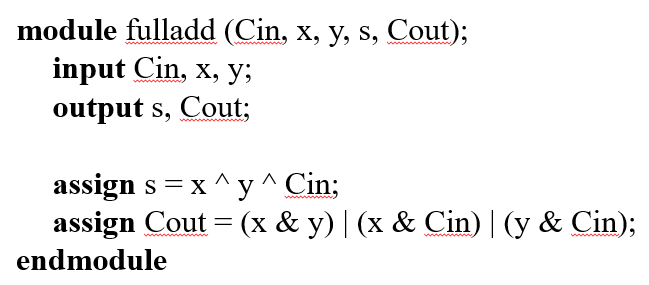 module fulladd (Cin, x, y, s, Cout);
input Cin, x, y;
output s, Cout;
assign s = x ^ y ^ Cin;
assign Cout = (x & y) | (x & Cin) | (y & Cin);
endmodule